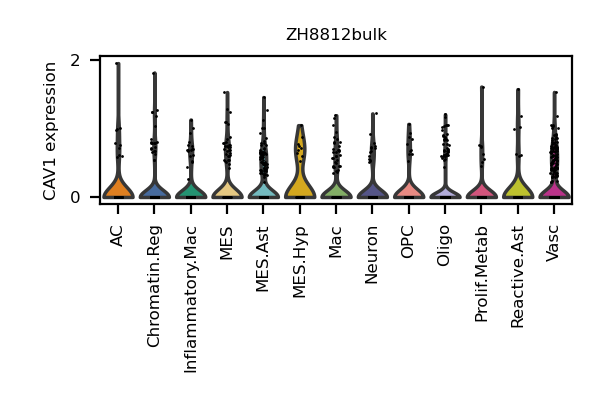 ZH8812bulk
CAV1 expression
2
0
AC
Chromatin.Reg
Inflammatory.Mac
MES
MES.Ast
MES.Hyp
Mac
Neuron
OPC
Oligo
Prolif.Metab
Reactive.Ast
Vasc